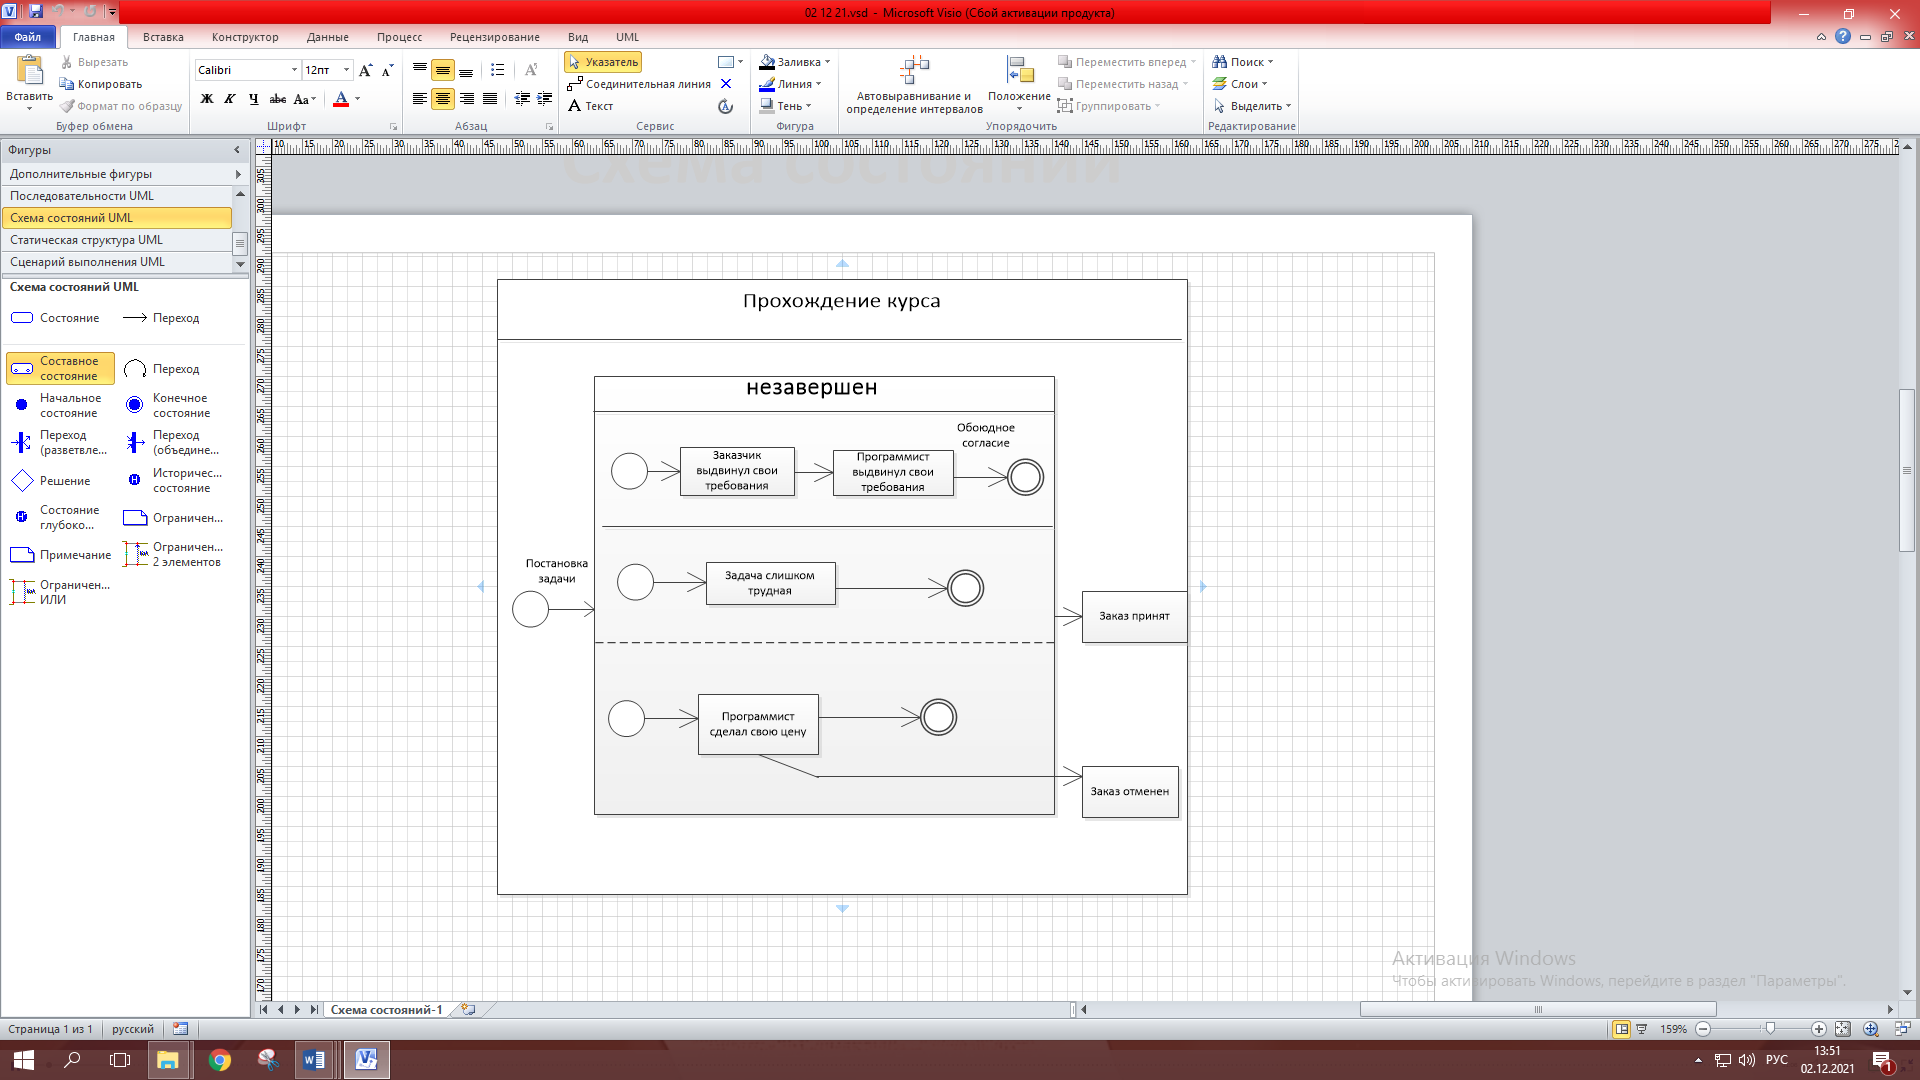 02 12 21.vsd - Microsoft Visio (Сбой активации продукта)
Файл
Главная
Вставка
Конструктор
Данные
Процесс
Рецензирование
Вид
UML
Вставить
Вырезать
Копировать
Формат по образцу
Буфер обмена
Calibri
12пт
Ж К Ч abc Aa A
Шрифт
Абзац
Указатель
Соединительная линия
Текст
Сервис
Заливка
Линия
Тень
Фигура
Автовыравнивание и
определение интервалов
Положение
Переместить вперед
Переместить назад
Группировать
Упорядочить
Поиск
Слои
Выделить
Редактирование
Фигуры
Дополнительные фигуры
Последовательности UML
Схема состояний UML
Статическая структура UML
Сценарий выполнения UML
Схема состояний UML
Состояние
Переход
Составное
состояние
Переход
Начальное
состояние
Конечное
состояние
Переход
(разветвле...
Переход
(объедине...
Решение
Историчес...
состояние
Состояние
глубоко...
Ограничен...
Примечание
Ограничен...
2 элементов
Ограничен...
ИЛИ
Схема состояний
Прохождение курса
незавершен
Обоюдное
согласие
Заказчик
выдвинул свои
требования
Программист
выдвинул свои
требования
Постановка
задачи
Задача слишком
трудная
Заказ принят
Программист
сделал свою цену
Заказ отменен
Активация Windows
Чтобы активировать Windows, перейдите в раздел "Параметры".
Схема состояний-1
Страница 1 из 1
русский
159%
РУС
13:51
02.12.2021
1